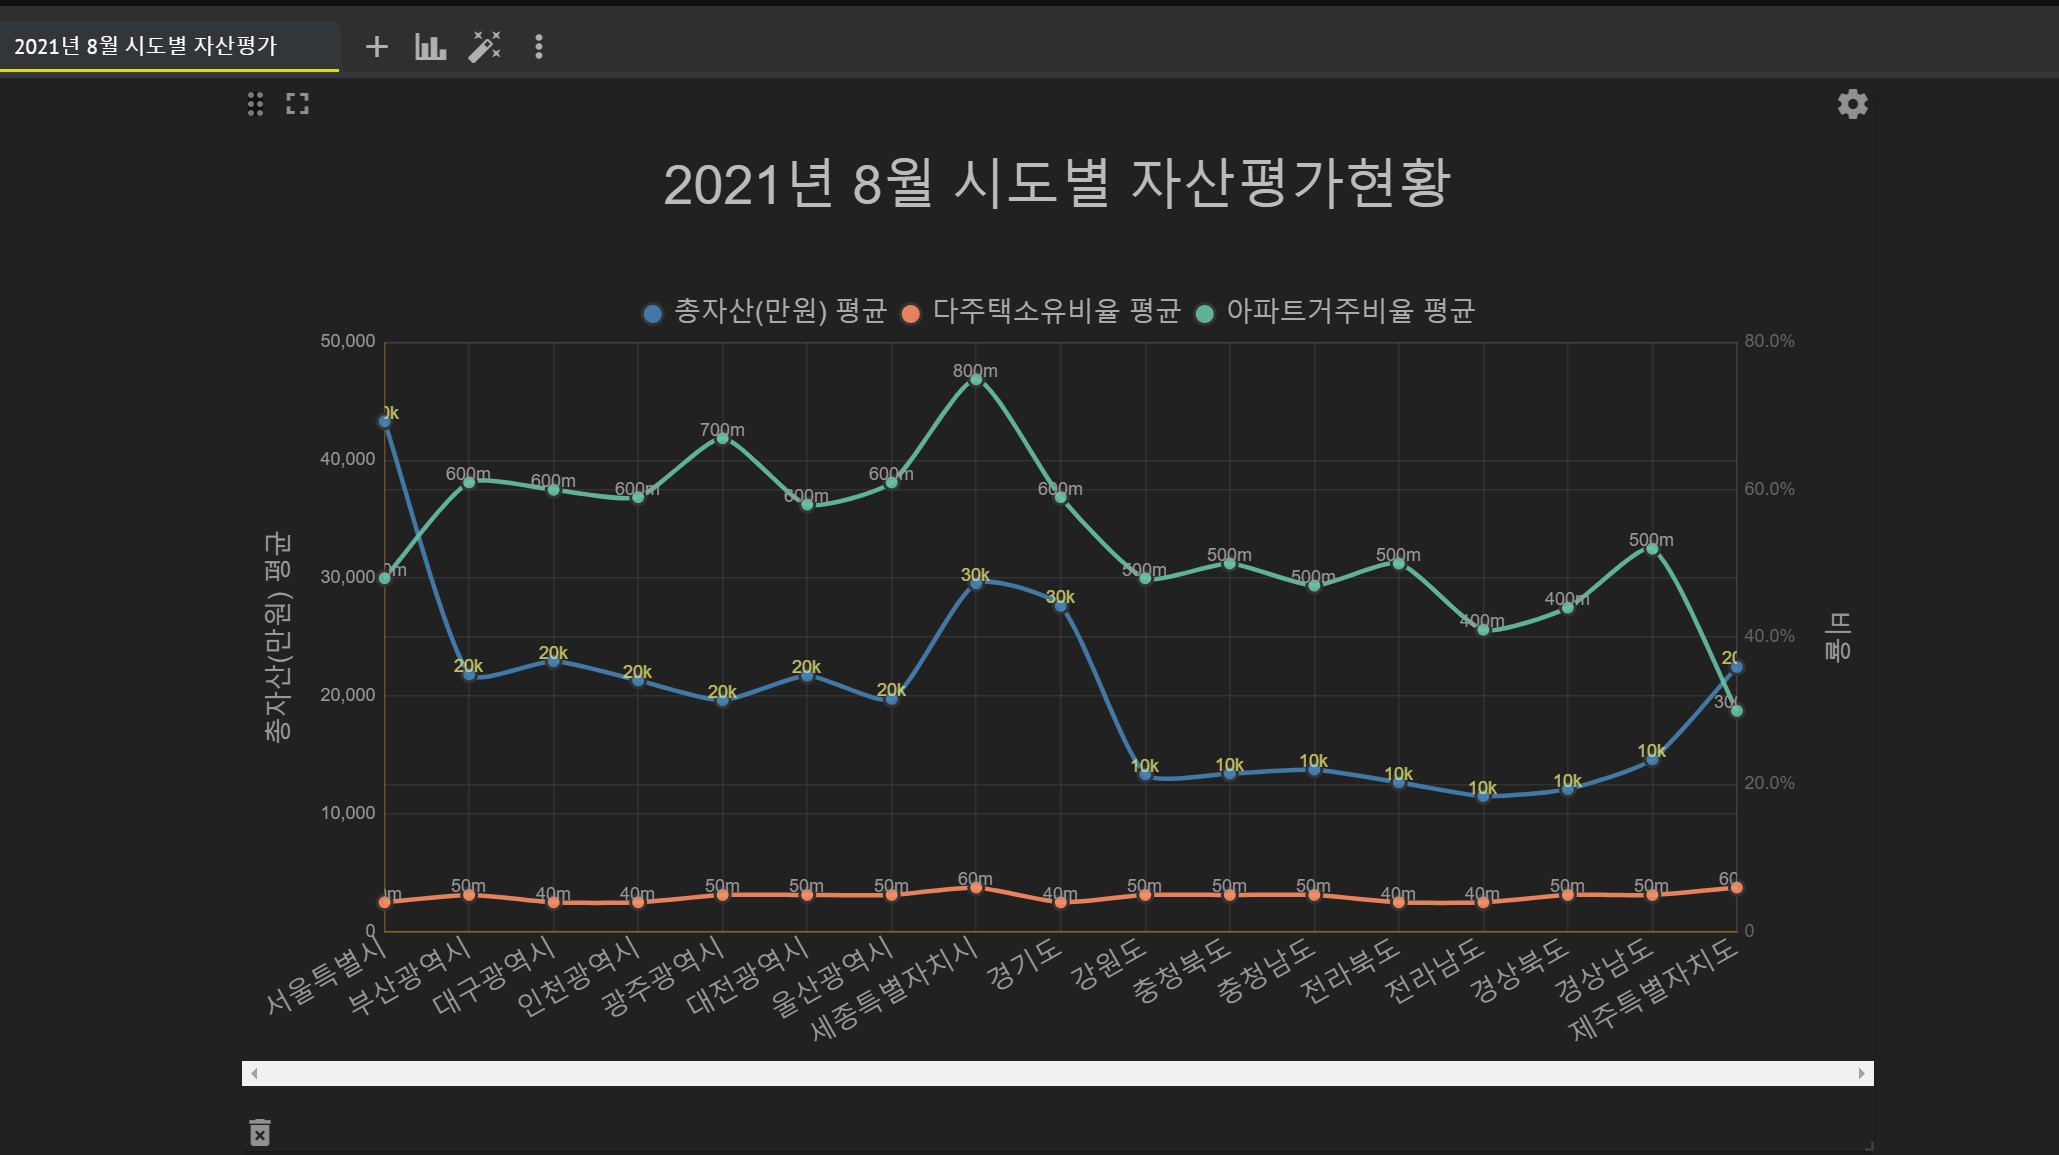 2021년 8월 시도별 자산평가
2021년 8월 시도별 자산평가현황
총자산(만원) 평균 다주택소유비율 평균 아파트거주비율 평균
50,000
40,000
30,000
20,000
10,000
0
총자산(만원) 평균
80.0%
60.0%
40.0%
20.0%
0
비율
600m 600m 600m 700m 600m 600m 800m 600m 500m 500m 500m 500m 400m 400m 500m
20k 20k 20k 20k 20k 20k 30k 30k 10k 10k 10k 10k 10k 10k 10k
50m 40m 40m 50m 50m 50m 60m 40m 50m 50m 50m 40m 40m 50m 50m
서울특별시 부산광역시 대구광역시 인천광역시 광주광역시 대전광역시 울산광역시 세종특별자치시 경기도 강원도 충청북도 충청남도 전라북도 전라남도 경상북도 경상남도 제주특별자치도